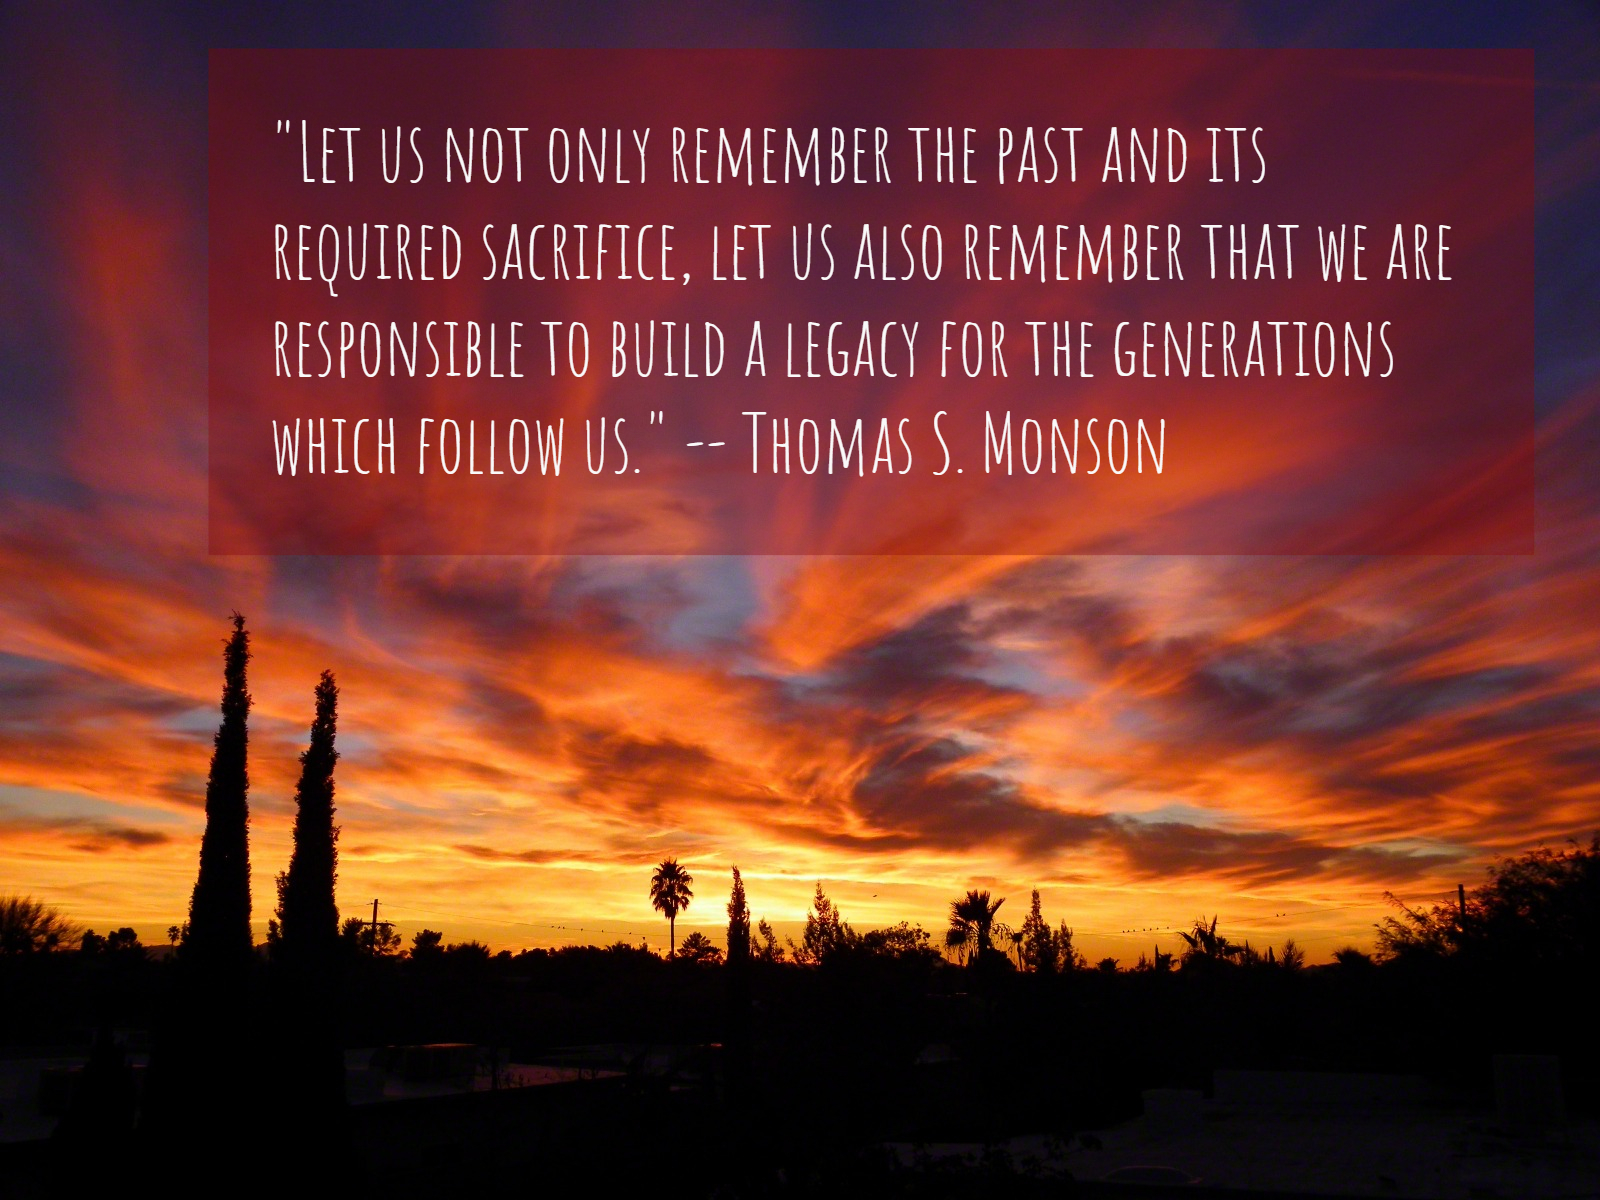 "Let us not only remember the past and its
required sacrifice, let us also remember that we are
responsible to build a legacy for the generations
which follow us." -- Thomas S. Monson